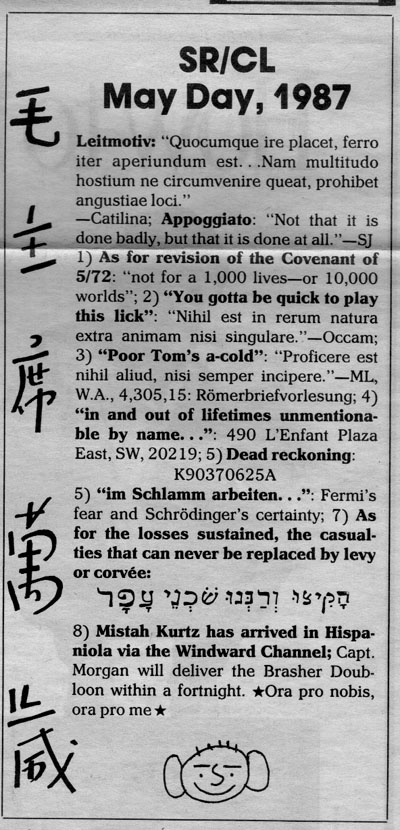 SR/CL
May Day, 1987
Leitmotiv: “Quocumque ire placet, ferro
iter aperiundum est. . .Nam multitudo
hostium ne circumvenire queat, prohibet
angustiae loci.”
—Catilina; Appoggiato: “Not that it is
done badly, but that it is done at all.”—SJ
1) As for revision of the Covenant of
5/72: “not for a 1,000 lives—or 10,000
worlds”; 2) “You gotta be quick to play
this lick”: “Nihil est in rerum natura
extra animam nisi singulare.”—Occam;
3) “Poor Tom’s a-cold”: “Proficere est
nihil aliud, nisi semper incipere.”—ML,
W.A., 4,305,15: Römerbriefvorlesung; 4)
“in and out of lifetimes unmentiona-
ble by name. . .”: 490 L’Enfant Plaza
East, SW, 20219; 5) Dead reckoning:
K90370625A
5) “im Schlamm arbeiten. . .”: Fermi’s
fear and Schrödinger’s certainty; 7) As
for the losses sustained, the casual-
ties that can never be replaced by levy
or corvée:
הָקִיצוּ וְרַנְּנוּ שֹׁכְנֵי עָפָר
8) Mistah Kurtz has arrived in Hispa-
niola via the Windward Channel; Capt.
Morgan will deliver the Brasher Doub-
loon within a fortnight. ★Ora pro nobis,
ora pro me★
毛主席萬歲